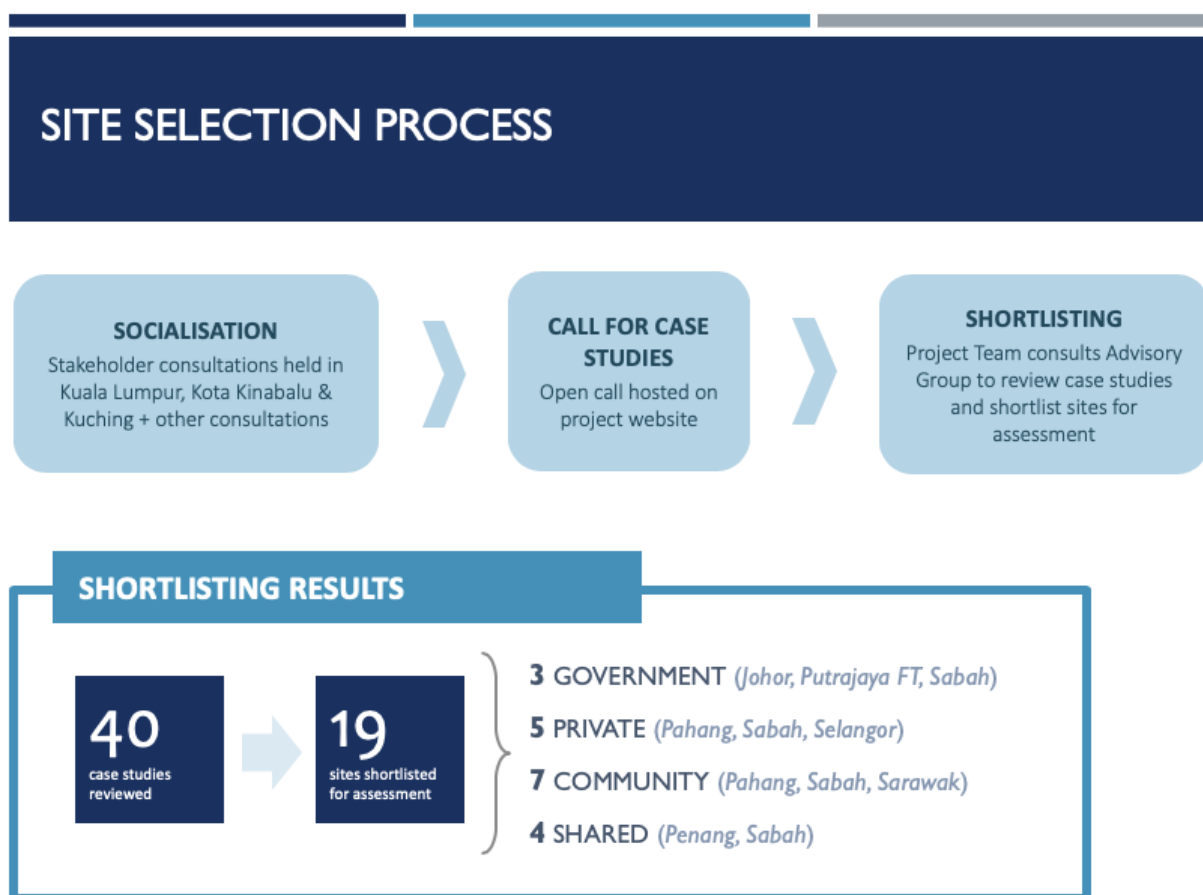 SITE SELECTION PROCESS
SOCIALISATION
Stakeholder consultations held in
Kuala Lumpur, Kota Kinabalu &
Kuching + other consultations
CALL FOR CASE
STUDIES
Open call hosted on
project website
SHORTLISTING
Project Team consults Advisory
Group to review case studies
and shortlist sites for
assessment
SHORTLISTING RESULTS
40
case studies
reviewed
19
sites shortlisted
for assessment
3 GOVERNMENT (Johor, Putrajaya FT, Sabah)
5 PRIVATE (Pahang, Sabah, Selangor)
7 COMMUNITY (Pahang, Sabah, Sarawak)
4 SHARED (Penang, Sabah)